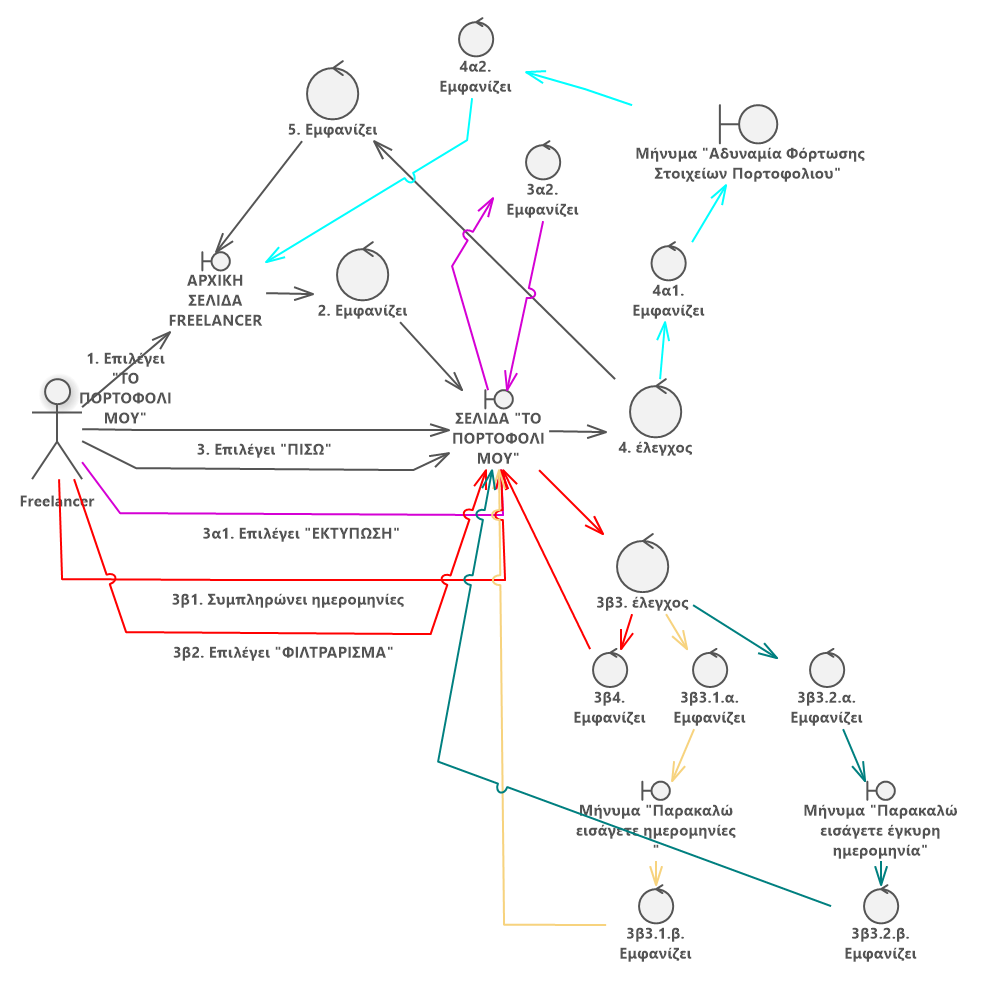 4α2.
Εμφανίζει
5. Εμφανίζει
Μήνυμα "Αδυναμία Φόρτωσης
Στοιχείων Πορτοφολιου"
3α2.
Εμφανίζει
ΑΡΧΙΚΗ
ΣΕΛΙΔΑ
FREELANCER
2. Εμφανίζει
4α1.
Εμφανίζει
1. Επιλέγει
"ΤΟ
ΠΟΡΤΟΦΟΛΙ
ΜΟΥ"
ΣΕΛΙΔΑ "ΤΟ
ΠΟΡΤΟΦΟΛΙ
ΜΟΥ"
4. έλεγχος
3. Επιλέγει "ΠΙΣΩ"
Freelancer
3α1. Επιλέγει "ΕΚΤΥΠΩΣΗ"
3β1. Συμπληρώνει ημερομηνίες
3β3. έλεγχος
3β2. Επιλέγει "ΦΙΛΤΡΑΡΙΣΜΑ"
3β4.
Εμφανίζει
3β3.1.α.
Εμφανίζει
3β3.2.α.
Εμφανίζει
Μήνυμα "Παρακαλώ
εισάγετε ημερομηνίες
"
Μήνυμα "Παρακαλώ
εισάγετε έγκυρη
ημερομηνία"
3β3.1.β.
Εμφανίζει
3β3.2.β.
Εμφανίζει